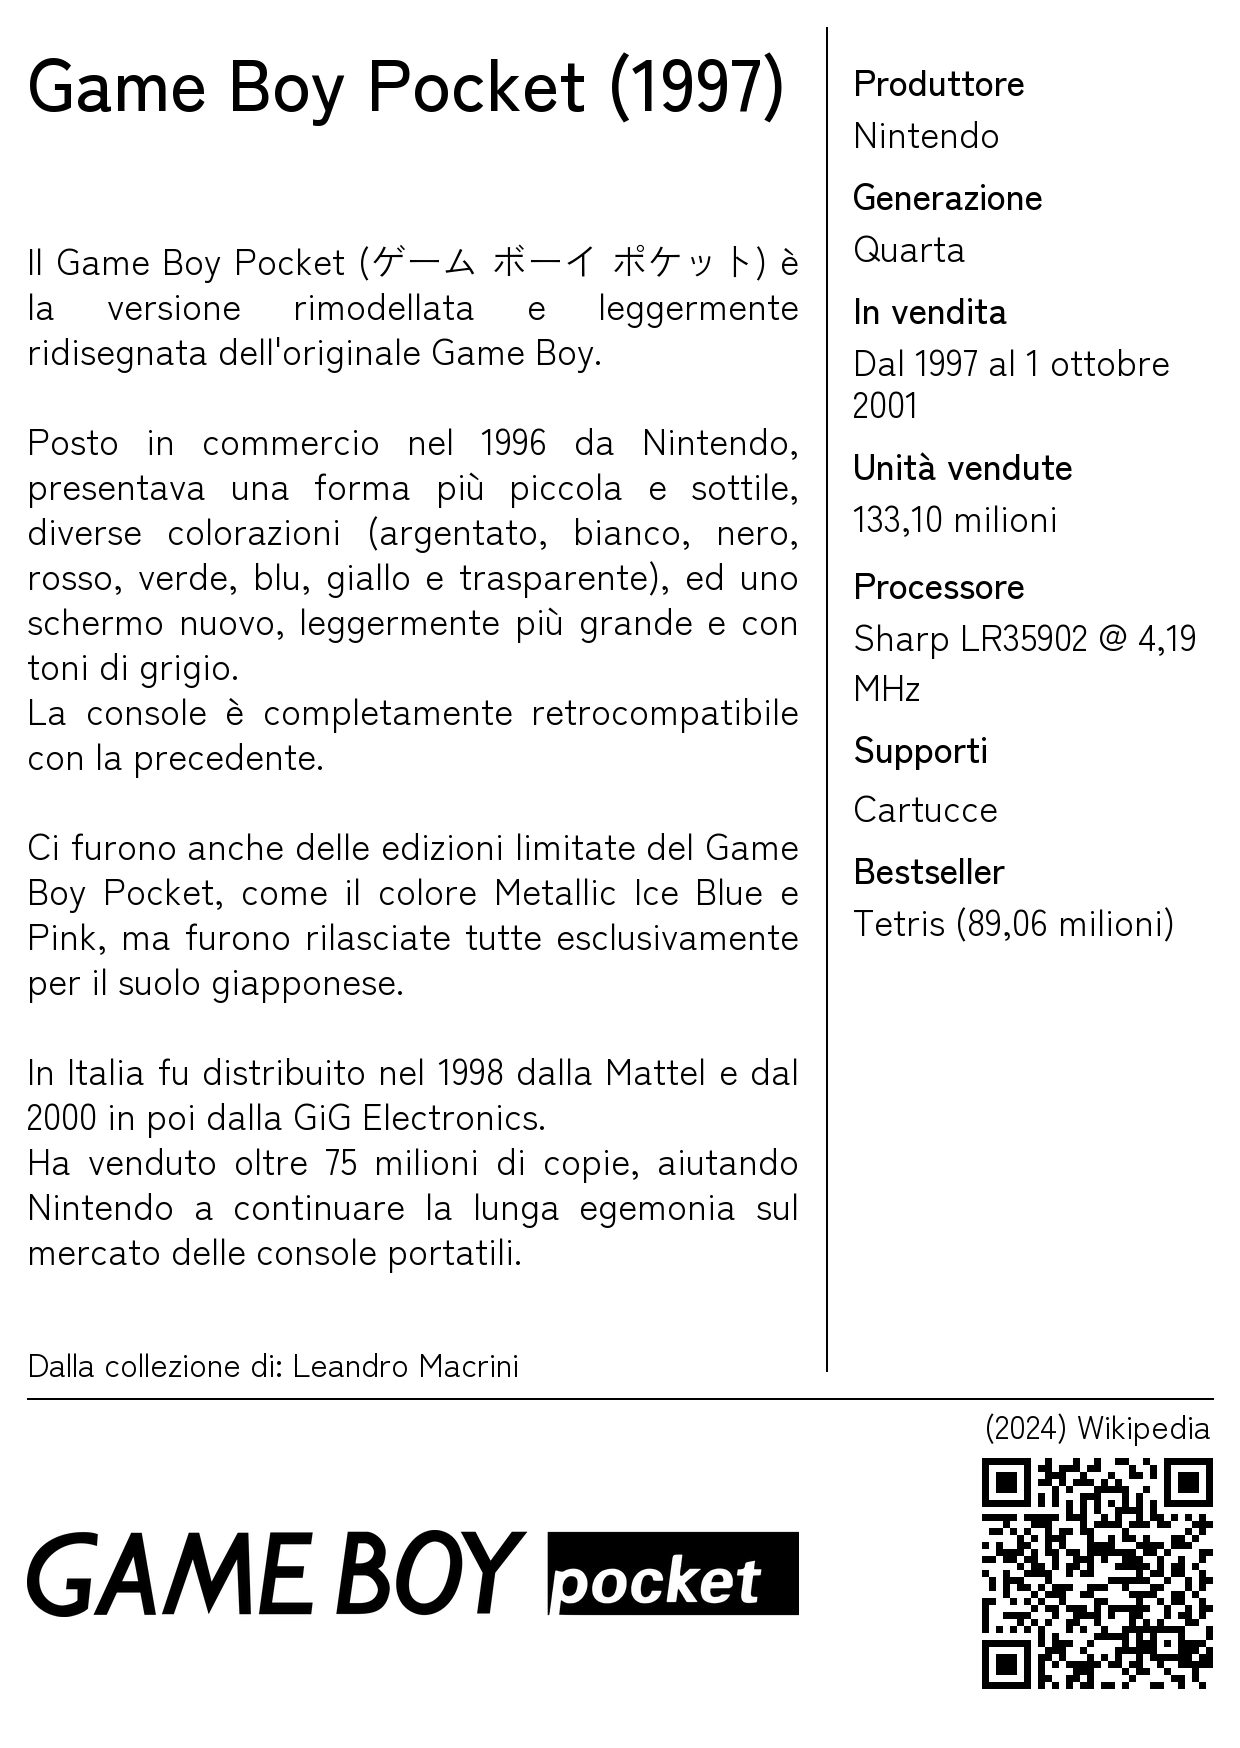 Game Boy Pocket (1997)
Il Game Boy Pocket (ゲーム ボーイ ポケット) è
la versione rimodellata e leggermente
ridisegnata dell'originale Game Boy.
Posto in commercio nel 1996 da Nintendo,
presentava una forma più piccola e sottile,
diverse colorazioni (argentato, bianco, nero,
rosso, verde, blu, giallo e trasparente), ed uno
schermo nuovo, leggermente più grande e con
toni di grigio.
La console è completamente retrocompatibile
con la precedente.
Ci furono anche delle edizioni limitate del Game
Boy Pocket, come il colore Metallic Ice Blue e
Pink, ma furono rilasciate tutte esclusivamente
per il suolo giapponese.
In Italia fu distribuito nel 1998 dalla Mattel e dal
2000 in poi dalla GiG Electronics.
Ha venduto oltre 75 milioni di copie, aiutando
Nintendo a continuare la lunga egemonia sul
mercato delle console portatili.
Dalla collezione di: Leandro Macrini
Produttore
Nintendo
Generazione
Quarta
In vendita
Dal 1997 al 1 ottobre
2001
Unità vendute
133,10 milioni
Processore
Sharp LR35902 @ 4,19
MHz
Supporti
Cartucce
Bestseller
Tetris (89,06 milioni)
(2024) Wikipedia
GAME BOY pocket